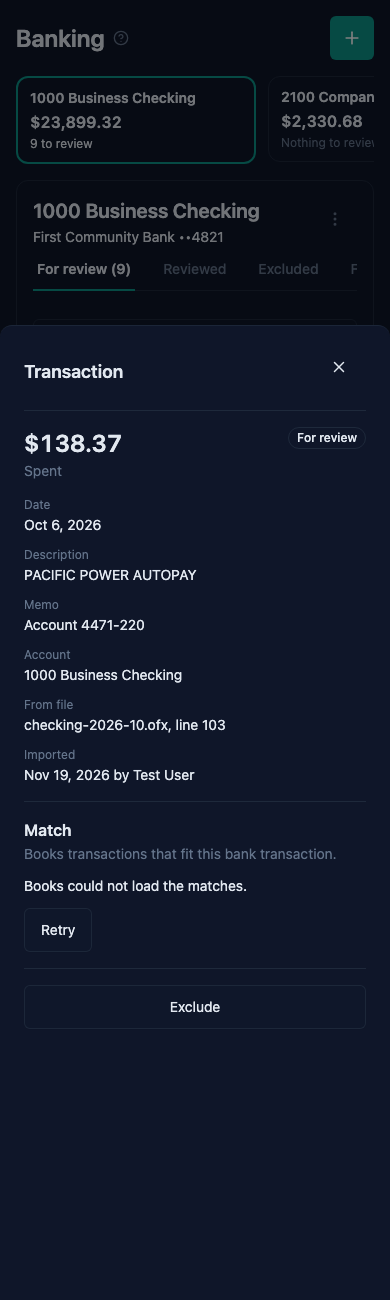 Banking
1000 Business Checking
$23,899.32
9 to review
2100 Compan
$2,330.68
Nothing to review
1000 Business Checking
First Community Bank ••4821
For review (9)
Reviewed
Excluded
F
Transaction
$138.37
For review
Spent
Date
Oct 6, 2026
Description
PACIFIC POWER AUTOPAY
Memo
Account 4471-220
Account
1000 Business Checking
From file
checking-2026-10.ofx, line 103
Imported
Nov 19, 2026 by Test User
Match
Books transactions that fit this bank transaction.
Books could not load the matches.
Retry
Exclude